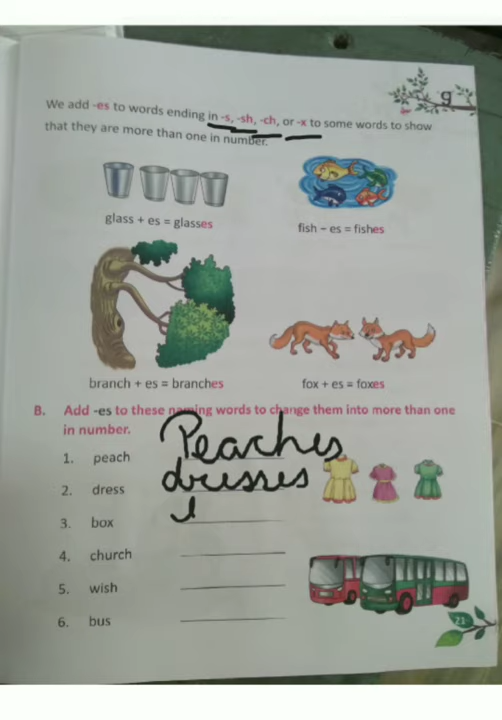 g
We add -es to words ending in -s, -sh, -ch, or -x to some words to show
that they are more than one in number.
glass + es = glasses
fish + es = fishes
branch + es = branches
fox + es = foxes
B. Add -es to these naming words to change them into more than one
in number.
1. peach Peaches
2. dress dresses
3. box
4. church
5. wish
6. bus
21